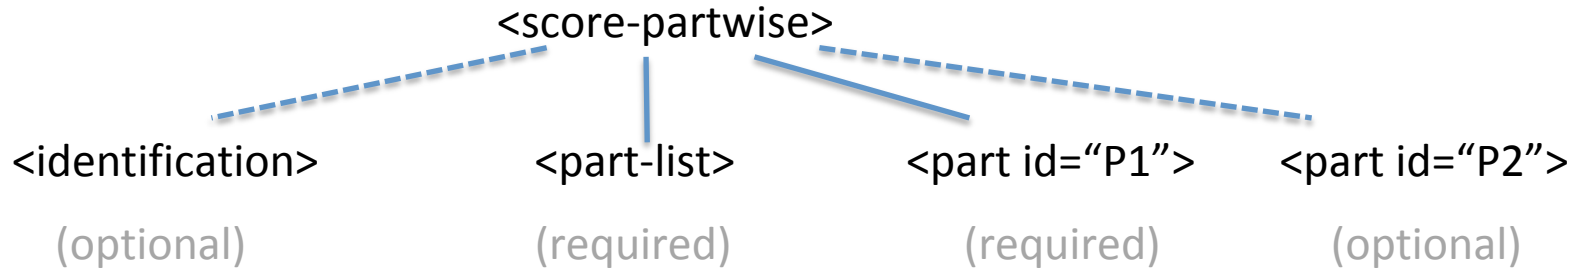 <score-partwise>
<identification> <part-list> <part id=“P1”> <part id=“P2”>
(optional) (required) (required) (optional)